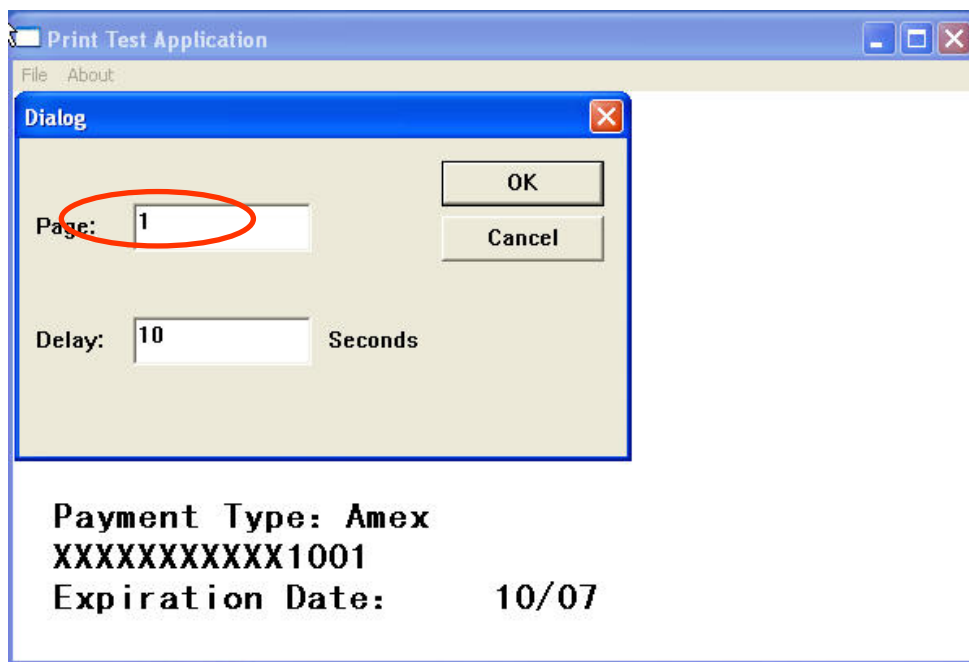 Print Test Application
File About
Dialog
OK
Page: 1
Cancel
Delay: 10 Seconds
Payment Type: Amex
XXXXXXXXXXX1001
Expiration Date: 10/07